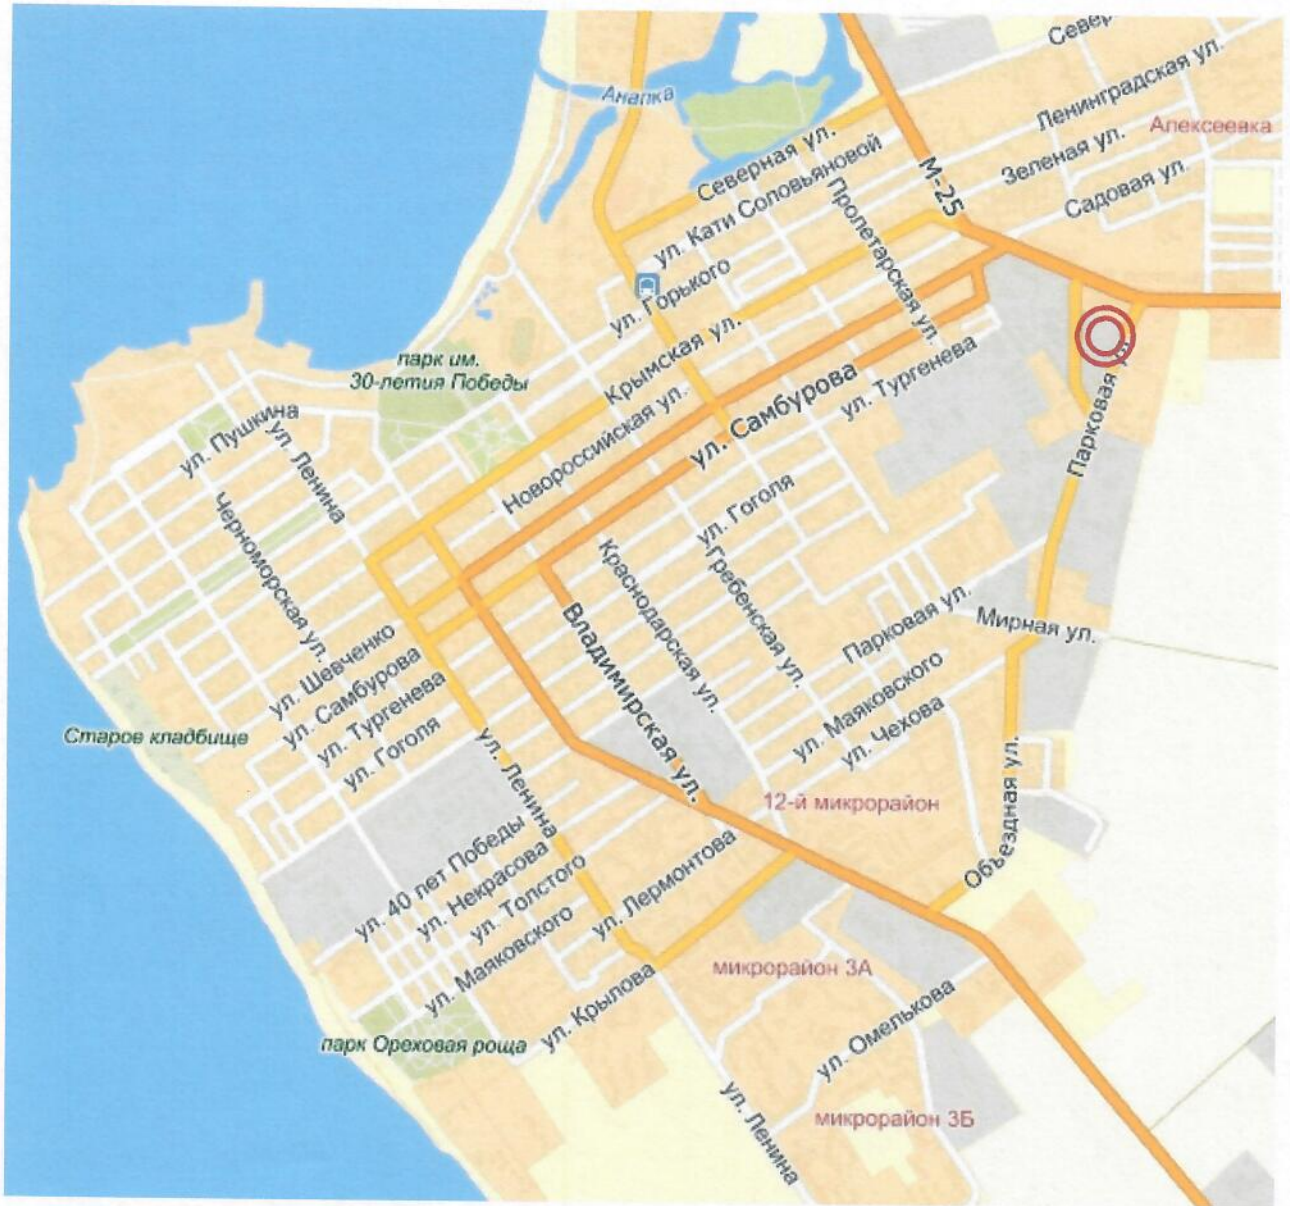 Север
Ленинградская ул.
Анапка
Алексеевка
Северная ул.
Зеленая ул.
М-25
ул. Кати Соловьяновой
Садовая ул.
Пролетарская ул.
ул. Горького
Крымская ул.
парк им.
30-летия Победы
Парковая ул.
ул. Тургенева
ул. Самбурова
Новороссийская ул.
ул. Пушкина
ул. Ленина
Черноморская ул.
ул. Гоголя
Краснодарская ул.
Гребенская ул.
Владимирская ул.
Парковая ул.
Мирная ул.
ул. Шевченко
ул. Самбурова
ул. Тургенева
ул. Гоголя
ул. Маяковского
ул. Чехова
Старое кладбище
ул. Ленина
Объездная ул.
12-й микрорайон
ул. 40 лет Победы
ул. Некрасова
ул. Толстого
ул. Маяковского
ул. Лермонтова
микрорайон 3А
ул. Крылова
парк Ореховая роща
ул. Омелькова
ул. Ленина
микрорайон 3Б